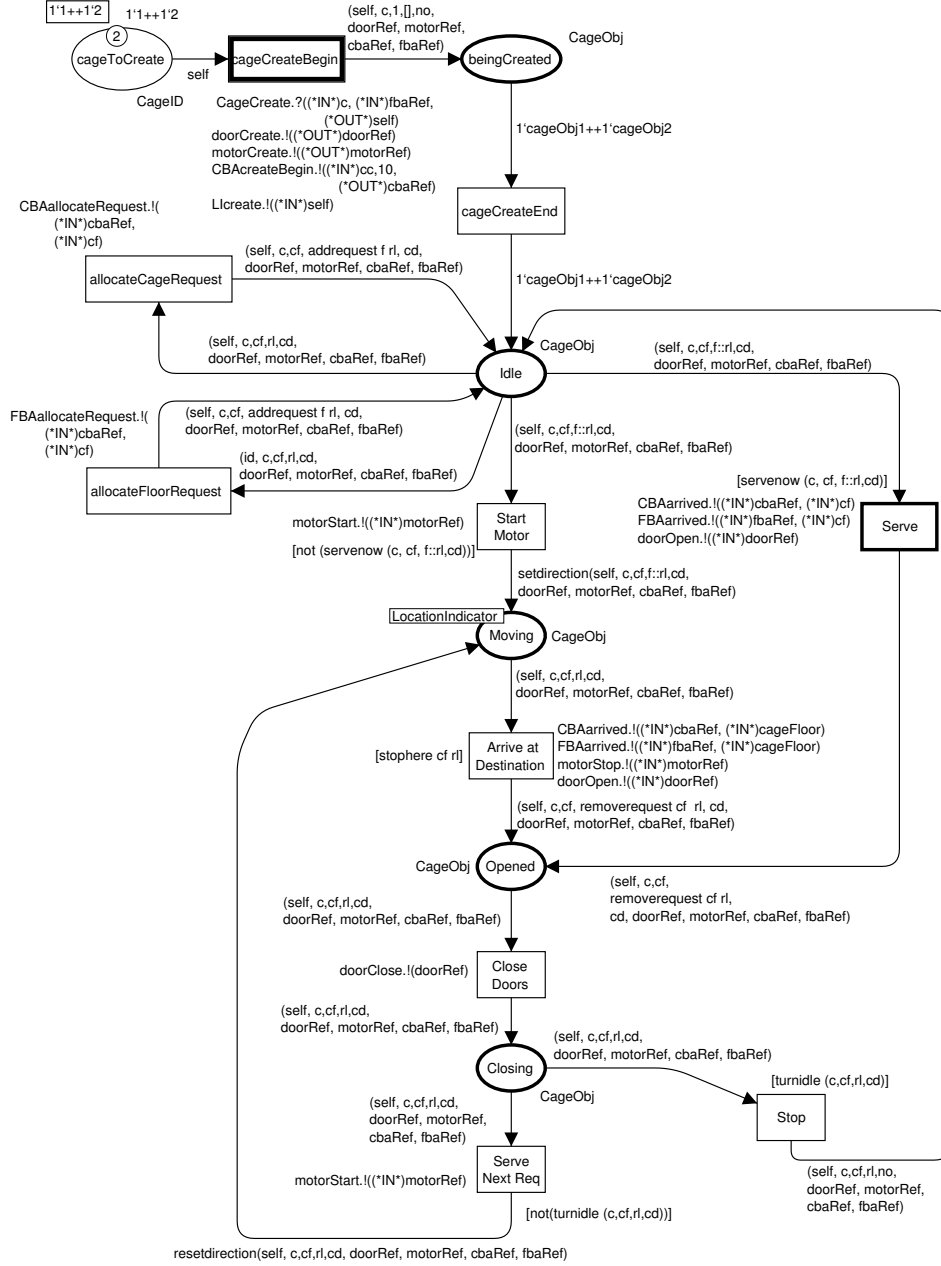 1`1++1`2
1`1++1`2
2
cageToCreate
self
CageID
cageCreateBegin
(self, c,1,[],no,
doorRef, motorRef,
cbaRef, fbaRef)
CageObj
beingCreated
CageCreate.?((*IN*)c, (*IN*)fbaRef,
(*OUT*)self)
doorCreate.!((*OUT*)doorRef)
motorCreate.!((*OUT*)motorRef)
CBAcreateBegin.!((*IN*)cc,10,
(*OUT*)cbaRef)
LIcreate.!((*IN*)self)
1`cageObj1++1`cageObj2
cageCreateEnd
1`cageObj1++1`cageObj2
CBAallocateRequest.!(
(*IN*)cbaRef,
(*IN*)cf)
allocateCageRequest
(self, c,cf, addrequest f rl, cd,
doorRef, motorRef, cbaRef, fbaRef)
(self, c,cf,rl,cd,
doorRef, motorRef, cbaRef, fbaRef)
CageObj
Idle
(self, c,cf,f::rl,cd,
doorRef, motorRef, cbaRef, fbaRef)
FBAallocateRequest.!(
(*IN*)cbaRef,
(*IN*)cf)
(self, c,cf, addrequest f rl, cd,
doorRef, motorRef, cbaRef, fbaRef)
(id, c,cf,rl,cd,
doorRef, motorRef, cbaRef, fbaRef)
allocateFloorRequest
(self, c,cf,f::rl,cd,
doorRef, motorRef, cbaRef, fbaRef)
motorStart.!((*IN*)motorRef)
[not (servenow (c, cf, f::rl,cd))]
Start
Motor
[servenow (c, cf, f::rl,cd)]
CBAarrived.!((*IN*)cbaRef, (*IN*)cf)
FBAarrived.!((*IN*)fbaRef, (*IN*)cf)
doorOpen.!((*IN*)doorRef)
Serve
setdirection(self, c,cf,f::rl,cd,
doorRef, motorRef, cbaRef, fbaRef)
LocationIndicator
Moving
CageObj
(self, c,cf,rl,cd,
doorRef, motorRef, cbaRef, fbaRef)
[stophere cf rl]
Arrive at
Destination
CBAarrived.!((*IN*)cbaRef, (*IN*)cageFloor)
FBAarrived.!((*IN*)fbaRef, (*IN*)cageFloor)
motorStop.!((*IN*)motorRef)
doorOpen.!((*IN*)doorRef)
(self, c,cf, removerequest cf  rl, cd,
doorRef, motorRef, cbaRef, fbaRef)
CageObj
Opened
(self, c,cf,
removerequest cf rl,
cd, doorRef, motorRef, cbaRef, fbaRef)
(self, c,cf,rl,cd,
doorRef, motorRef, cbaRef, fbaRef)
doorClose.!(doorRef)
Close
Doors
(self, c,cf,rl,cd,
doorRef, motorRef, cbaRef, fbaRef)
Closing
CageObj
(self, c,cf,rl,cd,
doorRef, motorRef, cbaRef, fbaRef)
[turnidle (c,cf,rl,cd)]
Stop
(self, c,cf,rl,cd,
doorRef, motorRef,
cbaRef, fbaRef)
motorStart.!((*IN*)motorRef)
Serve
Next Req
[not(turnidle (c,cf,rl,cd))]
(self, c,cf,rl,no,
doorRef, motorRef,
cbaRef, fbaRef)
resetdirection(self, c,cf,rl,cd, doorRef, motorRef, cbaRef, fbaRef)